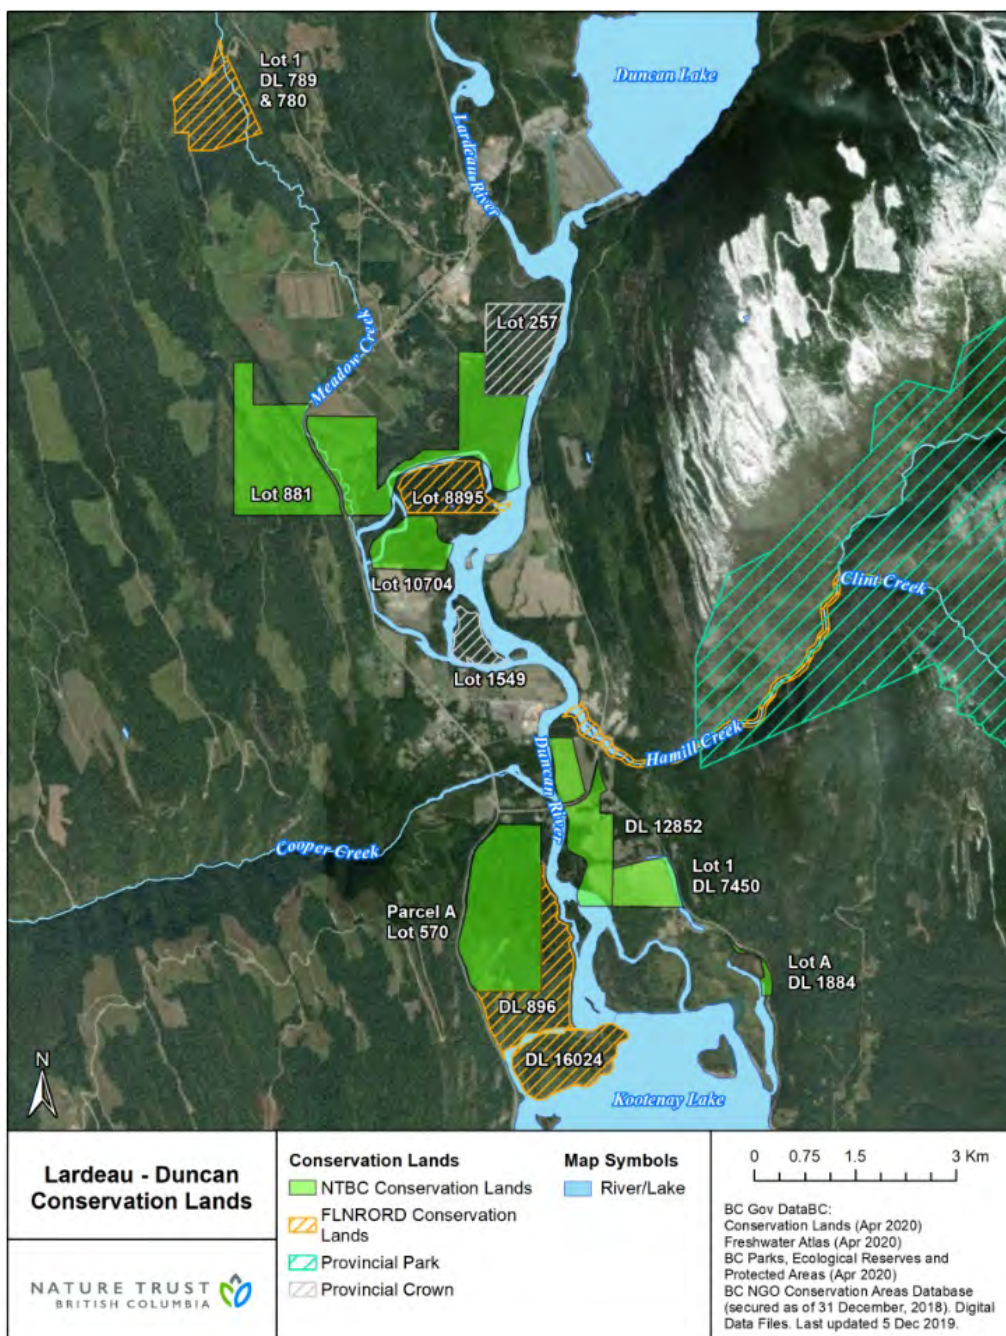 Lot 1
DL 789
& 780
Duncan Lake
Lardeau River
Lot 257
Meadow Creek
Lot 881
Lot 8895
Lot 10704
Clint Creek
Lot 1549
Hamill Creek
Duncan River
DL 12852
Cooper Creek
Lot 1
DL 7450
Parcel A
Lot 570
Lot A
DL 1884
DL 896
DL 16024
N
Kootenay Lake
Lardeau - Duncan
Conservation Lands
NATURE TRUST
BRITISH COLUMBIA
Conservation Lands
NTBC Conservation Lands
FLNRORD Conservation
Lands
Provincial Park
Provincial Crown
Map Symbols
River/Lake
0 0.75 1.5 3 Km
BC Gov DataBC:
Conservation Lands (Apr 2020)
Freshwater Atlas (Apr 2020)
BC Parks, Ecological Reserves and
Protected Areas (Apr 2020)
BC NGO Conservation Areas Database
(secured as of 31 December, 2018). Digital
Data Files. Last updated 5 Dec 2019.